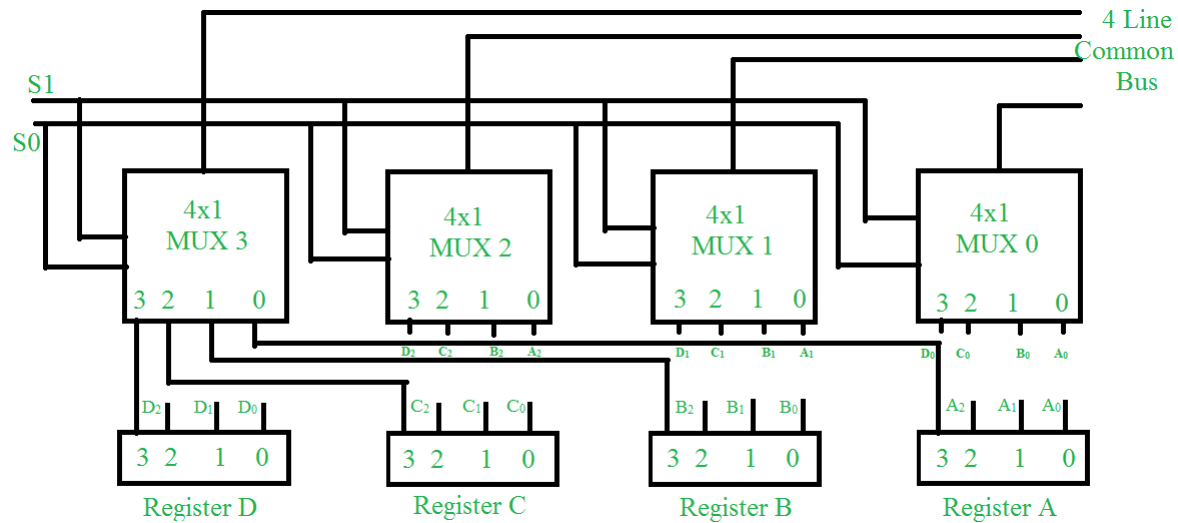 4 Line
Common
Bus
S1
S0
4x1
MUX 3
4x1
MUX 2
4x1
MUX 1
4x1
MUX 0
3 2 1 0
3 2 1 0
3 2 1 0
3 2 1 0
D₂ C₂ B₂ A₂
D₁ C₁ B₁ A₁
D₀ C₀ B₀ A₀
D₂ D₁ D₀
C₂ C₁ C₀
B₂ B₁ B₀
A₂ A₁ A₀
3 2 1 0
3 2 1 0
3 2 1 0
3 2 1 0
Register D
Register C
Register B
Register A